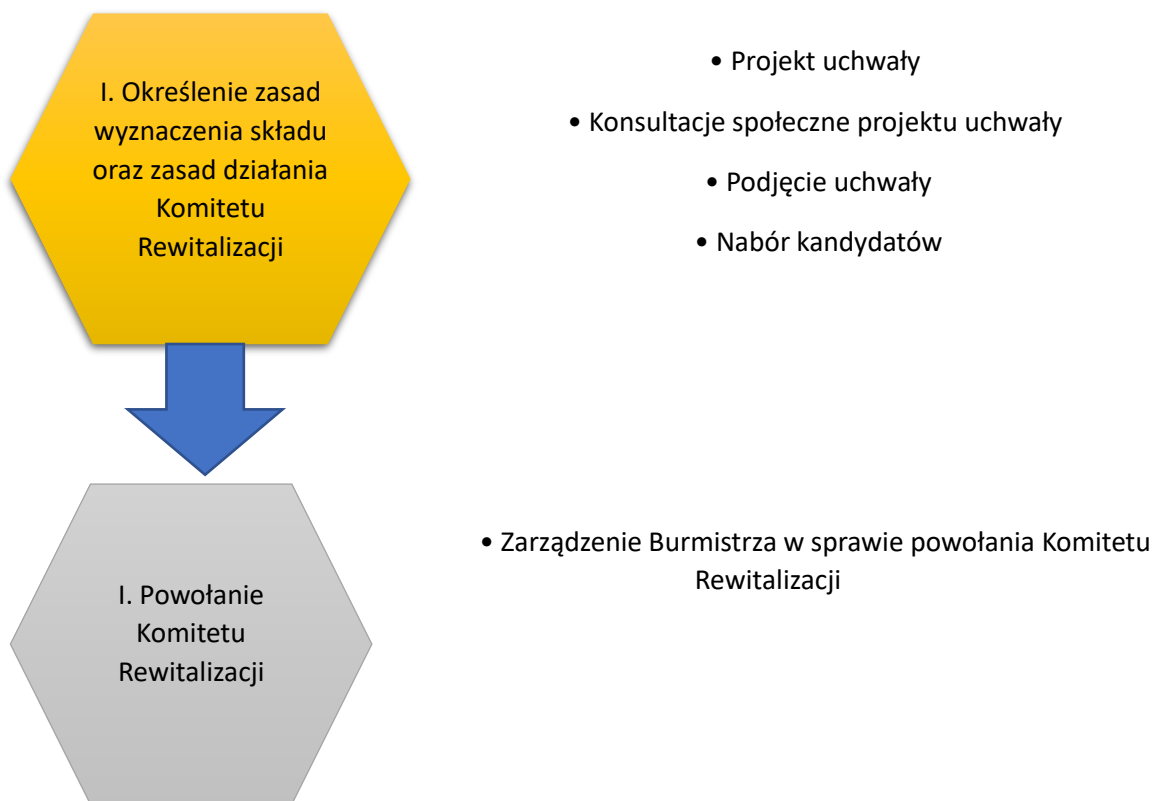 I. Określenie zasad
wyznaczenia składu
oraz zasad działania
Komitetu
Rewitalizacji
• Projekt uchwały
• Konsultacje społeczne projektu uchwały
• Podjęcie uchwały
• Nabór kandydatów
I. Powołanie
Komitetu
Rewitalizacji
• Zarządzenie Burmistrza w sprawie powołania Komitetu
Rewitalizacji